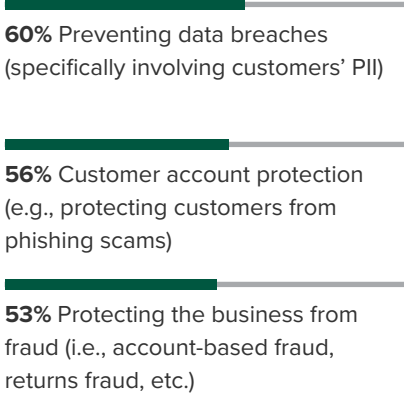 60% Preventing data breaches
(specifically involving customers’ PII)
56% Customer account protection
(e.g., protecting customers from
phishing scams)
53% Protecting the business from
fraud (i.e., account-based fraud,
returns fraud, etc.)